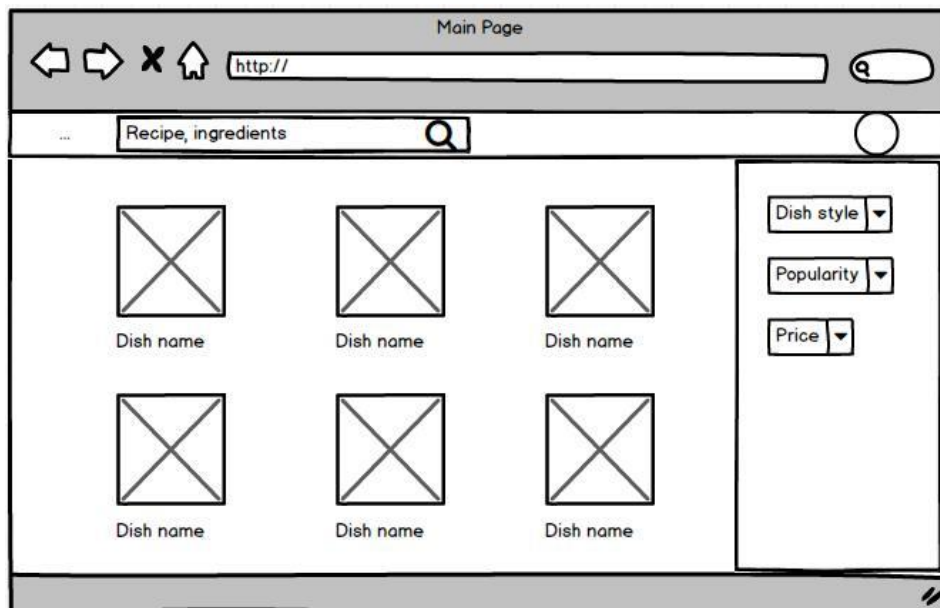 Main Page
http://
...
Recipe, ingredients
Dish style
Popularity
Price
Dish name
Dish name
Dish name
Dish name
Dish name
Dish name